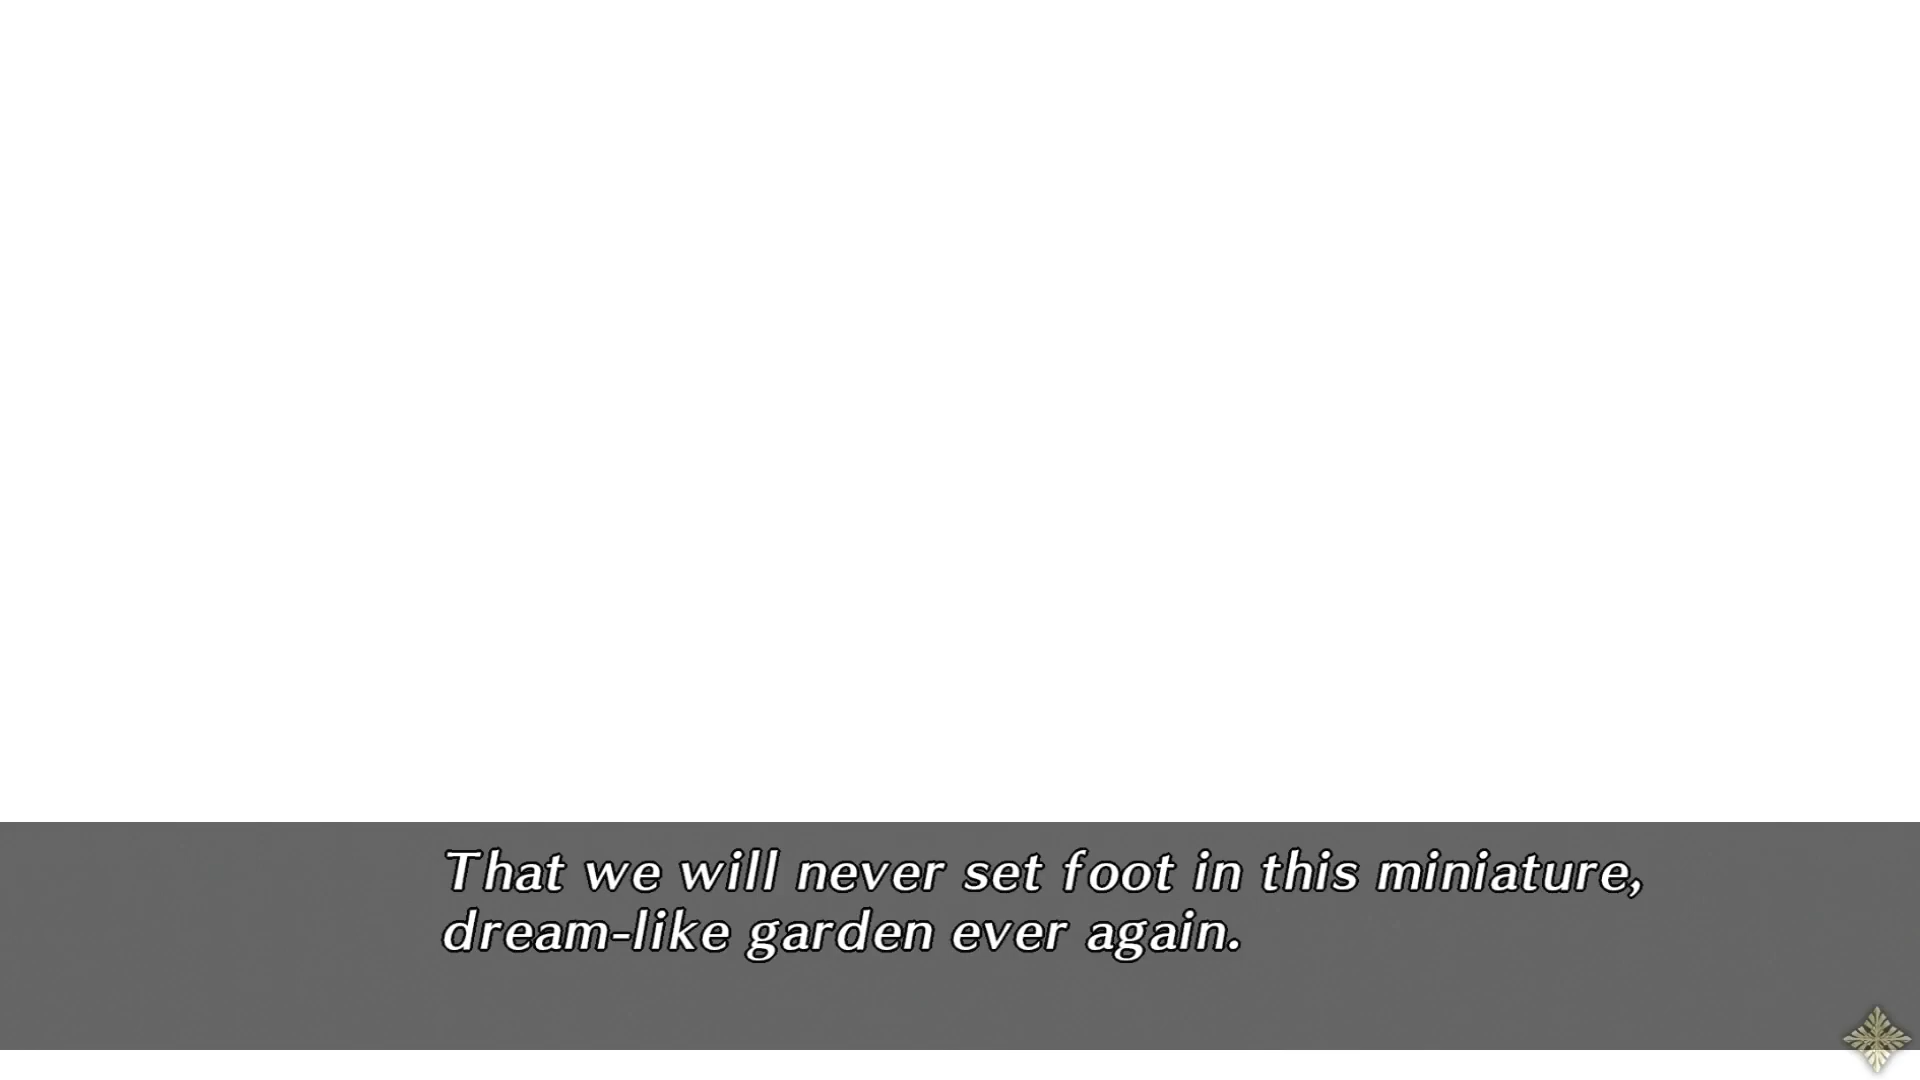 That we will never set foot in this miniature,
dream-like garden ever again.